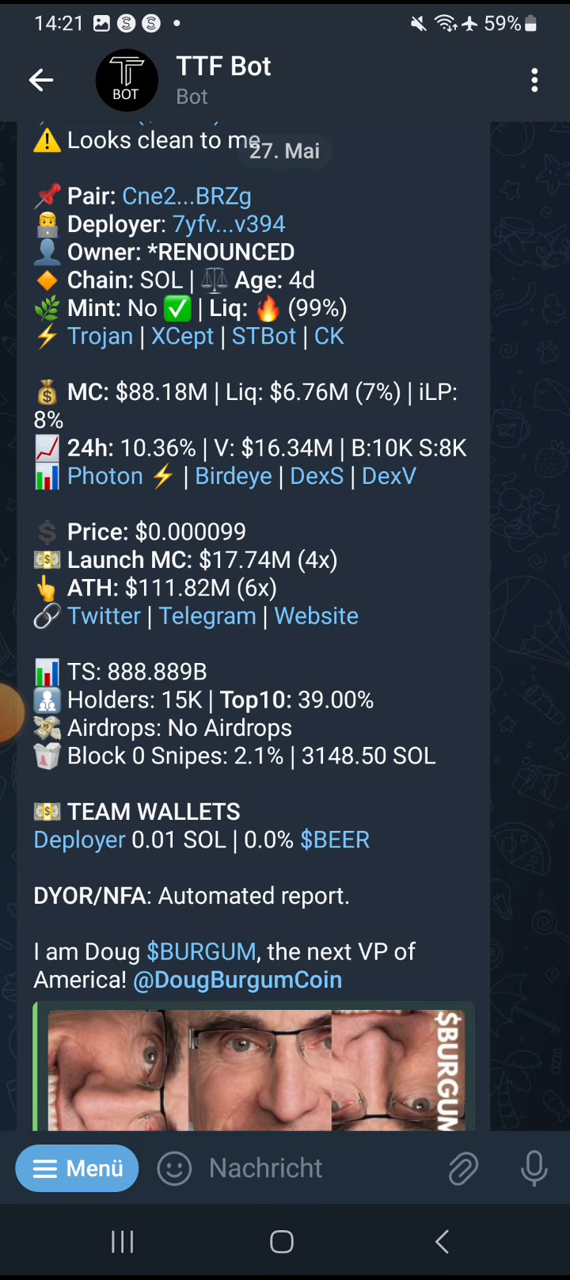 14:21
59%
TTF Bot
Bot
BOT
Looks clean to me
27. Mai
Pair: Cne2...BRZg
Deployer: 7yfv...v394
Owner: *RENOUNCED
Chain: SOL | Age: 4d
Mint: No ✅ | Liq: 🔥 (99%)
⚡ Trojan | XCept | STBot | CK
MC: $88.18M | Liq: $6.76M (7%) | iLP:
8%
24h: 10.36% | V: $16.34M | B:10K S:8K
Photon ⚡ | Birdeye | DexS | DexV
Price: $0.000099
Launch MC: $17.74M (4x)
ATH: $111.82M (6x)
Twitter | Telegram | Website
TS: 888.889B
Holders: 15K | Top10: 39.00%
Airdrops: No Airdrops
Block 0 Snipes: 2.1% | 3148.50 SOL
TEAM WALLETS
Deployer 0.01 SOL | 0.0% $BEER
DYOR/NFA: Automated report.
I am Doug $BURGUM, the next VP of
America! @DougBurgumCoin
$BURGUM
Menü
Nachricht